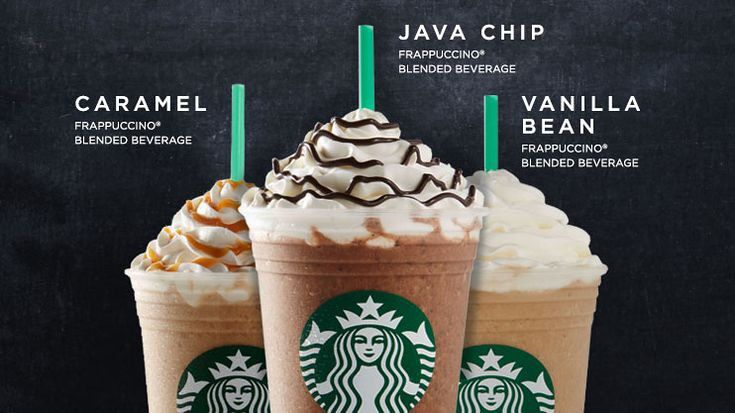 JAVA CHIP
FRAPPUCCINO®
BLENDED BEVERAGE
CARAMEL
FRAPPUCCINO®
BLENDED BEVERAGE
VANILLA
BEAN
FRAPPUCCINO®
BLENDED BEVERAGE